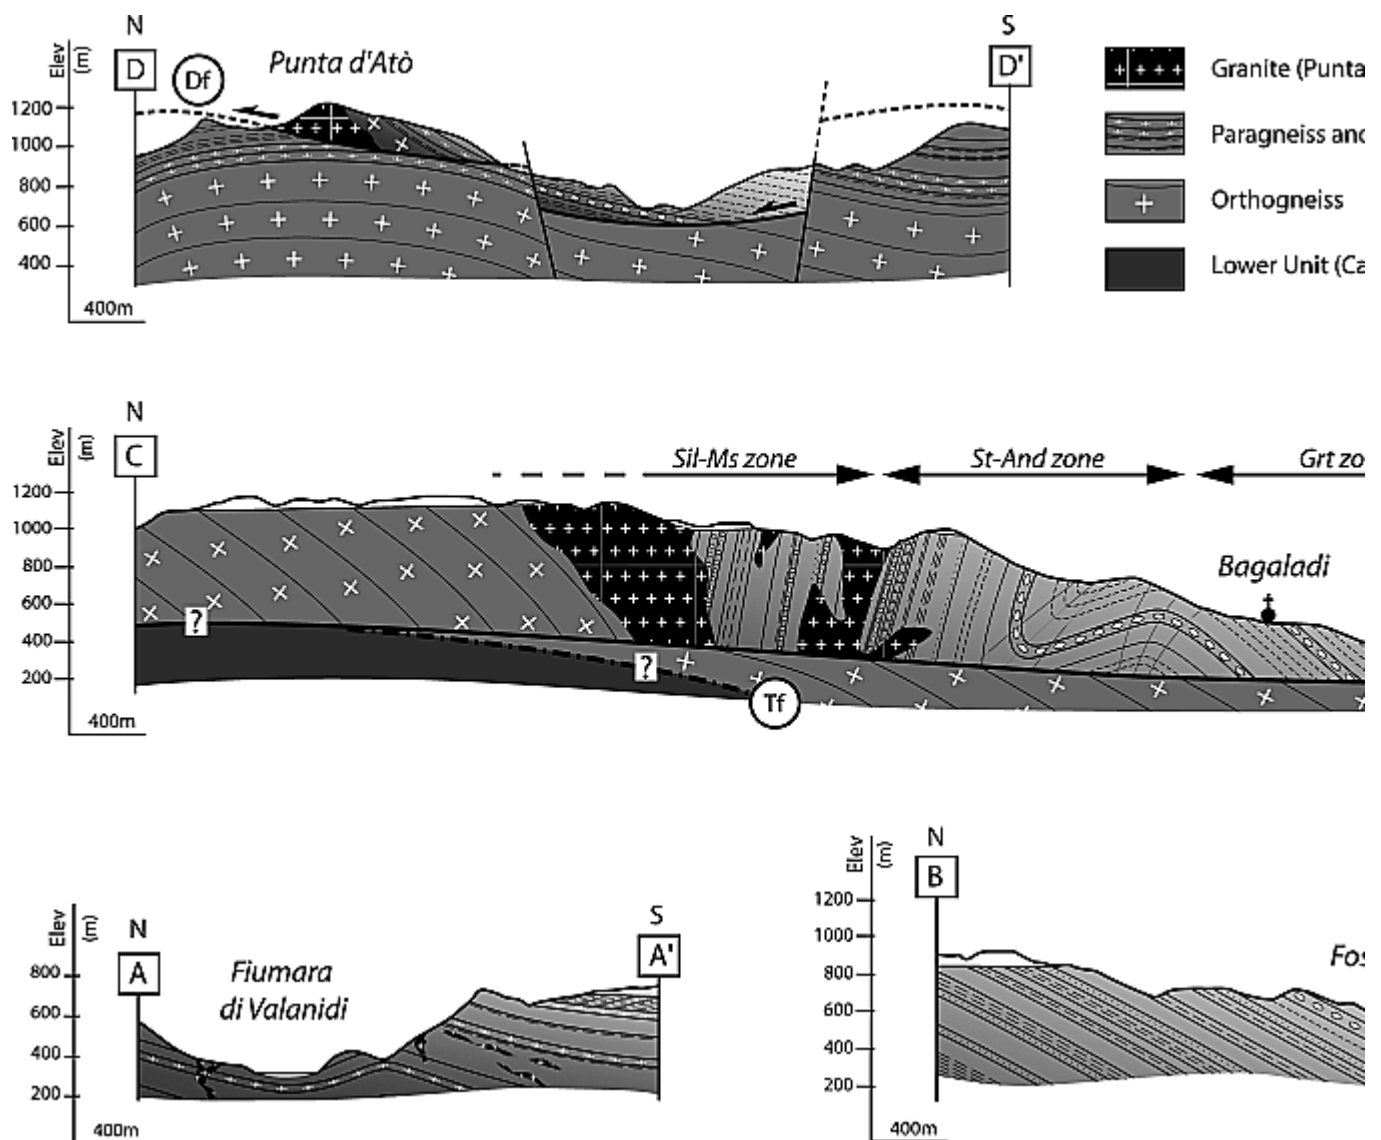 N
S
Elev
(m)
D
Df
Punta d'Atò
D'
Granite (Punta
1200
1000
Paragneiss and
800
Orthogneiss
600
400
Lower Unit (Ca
400m
N
Elev
(m)
C
Sil-Ms zone
St-And zone
Grt zo
1200
1000
800
Bagaladi
600
?
400
?
200
Tf
400m
N
Elev
(m)
B
1200
1000
Fos
800
600
400
200
400m
Elev
(m)
N
S
A
Fiumara
di Valanidi
A'
800
600
400
200
400m